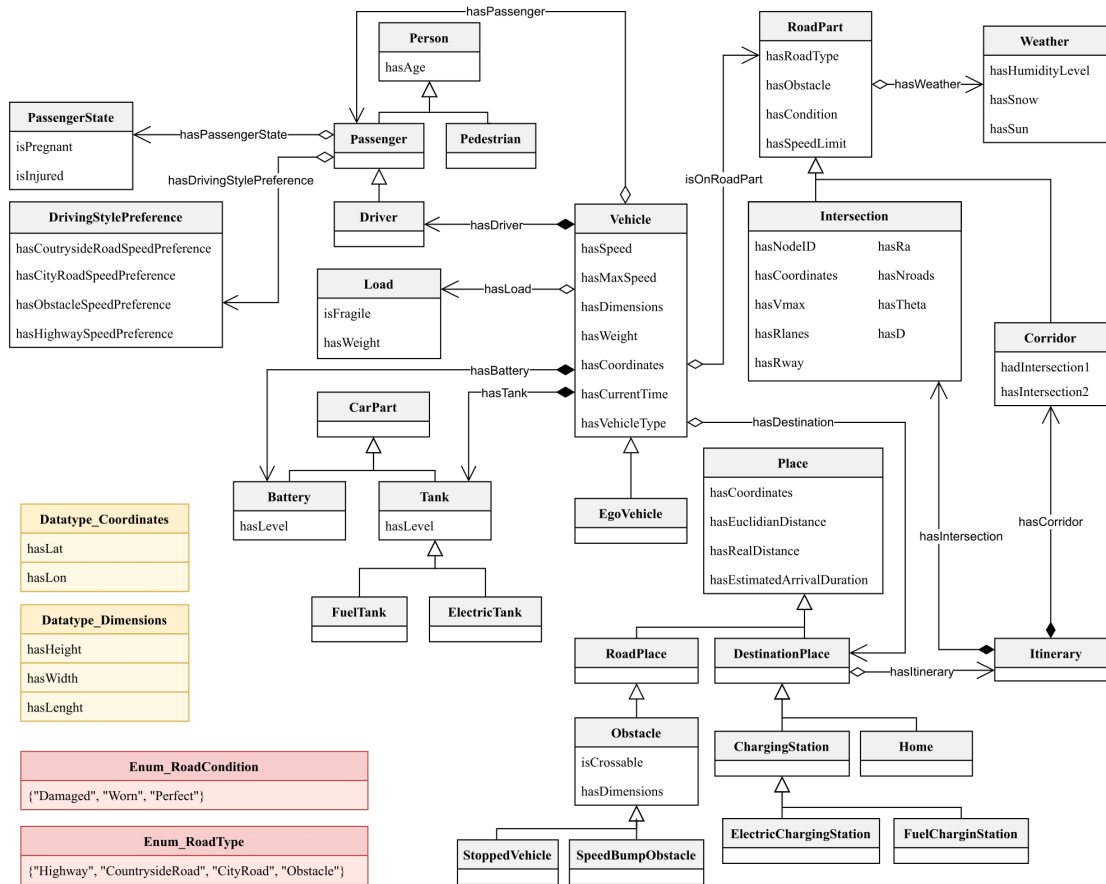 hasPassenger
Person
hasAge
RoadPart
hasRoadType
hasObstacle
hasCondition
hasSpeedLimit
hasWeather
Weather
hasHumidityLevel
hasSnow
hasSun
PassengerState
isPregnant
isInjured
hasPassengerState
Passenger
Pedestrian
hasDrivingStylePreference
isOnRoadPart
DrivingStylePreference
hasCoutrysideRoadSpeedPreference
hasCityRoadSpeedPreference
hasObstacleSpeedPreference
hasHighwaySpeedPreference
Driver
hasDriver
Vehicle
hasSpeed
hasMaxSpeed
hasDimensions
hasWeight
hasCoordinates
hasCurrentTime
hasVehicleType
Intersection
hasNodeID
hasRa
hasCoordinates
hasNroads
hasVmax
hasTheta
hasRlanes
hasD
hasRway
Load
isFragile
hasWeight
hasLoad
Corridor
hadIntersection1
hasIntersection2
hasBattery
hasTank
hasDestination
CarPart
Place
hasCoordinates
hasEuclidianDistance
hasRealDistance
hasEstimatedArrivalDuration
Battery
hasLevel
Tank
hasLevel
EgoVehicle
hasIntersection
hasCorridor
Datatype_Coordinates
hasLat
hasLon
FuelTank
ElectricTank
Datatype_Dimensions
hasHeight
hasWidth
hasLenght
RoadPlace
DestinationPlace
hasItinerary
Itinerary
Obstacle
isCrossable
hasDimensions
ChargingStation
Home
Enum_RoadCondition
{"Damaged", "Worn", "Perfect"}
ElectricChargingStation
FuelCharginStation
Enum_RoadType
{"Highway", "CountrysideRoad", "CityRoad", "Obstacle"}
StoppedVehicle
SpeedBumpObstacle